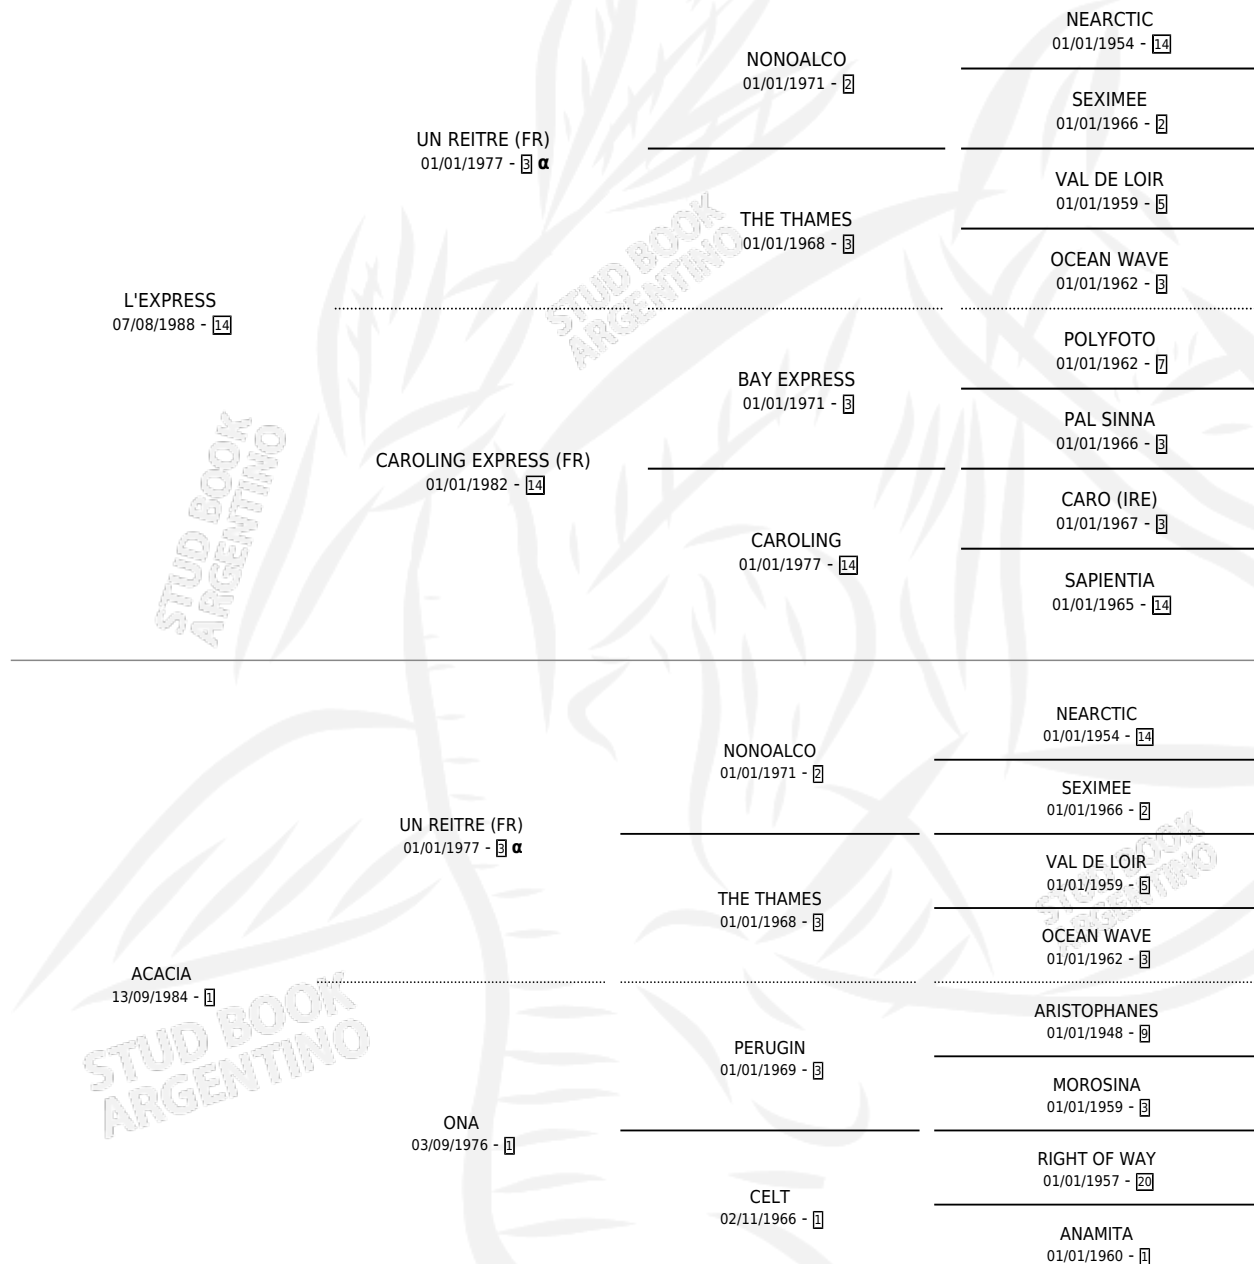 NEARCTIC
01/01/1954 - 14
NONOALCO
01/01/1971 - 2
SEXIMEE
01/01/1966 - 2
UN REITRE (FR)
01/01/1977 - 3 α
VAL DE LOIR
01/01/1959 - 5
THE THAMES
01/01/1968 - 3
OCEAN WAVE
01/01/1962 - 3
L'EXPRESS
07/08/1988 - 14
POLYFOTO
01/01/1962 - 7
BAY EXPRESS
01/01/1971 - 3
PAL SINNA
01/01/1966 - 3
CAROLING EXPRESS (FR)
01/01/1982 - 14
CARO (IRE)
01/01/1967 - 3
CAROLING
01/01/1977 - 14
SAPIENTIA
01/01/1965 - 14
STUD BOOK
ARGENTINO
STUD BOOK
ARGENTINO
NEARCTIC
01/01/1954 - 14
NONOALCO
01/01/1971 - 2
SEXIMEE
01/01/1966 - 2
UN REITRE (FR)
01/01/1977 - 3 α
VAL DE LOIR
01/01/1959 - 5
THE THAMES
01/01/1968 - 3
OCEAN WAVE
01/01/1962 - 3
ACACIA
13/09/1984 - 1
ARISTOPHANES
01/01/1948 - 9
PERUGIN
01/01/1969 - 3
MOROSINA
01/01/1959 - 3
ONA
03/09/1976 - 1
RIGHT OF WAY
01/01/1957 - 20
CELT
02/11/1966 - 1
ANAMITA
01/01/1960 - 1
STUD BOOK
ARGENTINO
STUD BOOK
ARGENTINO